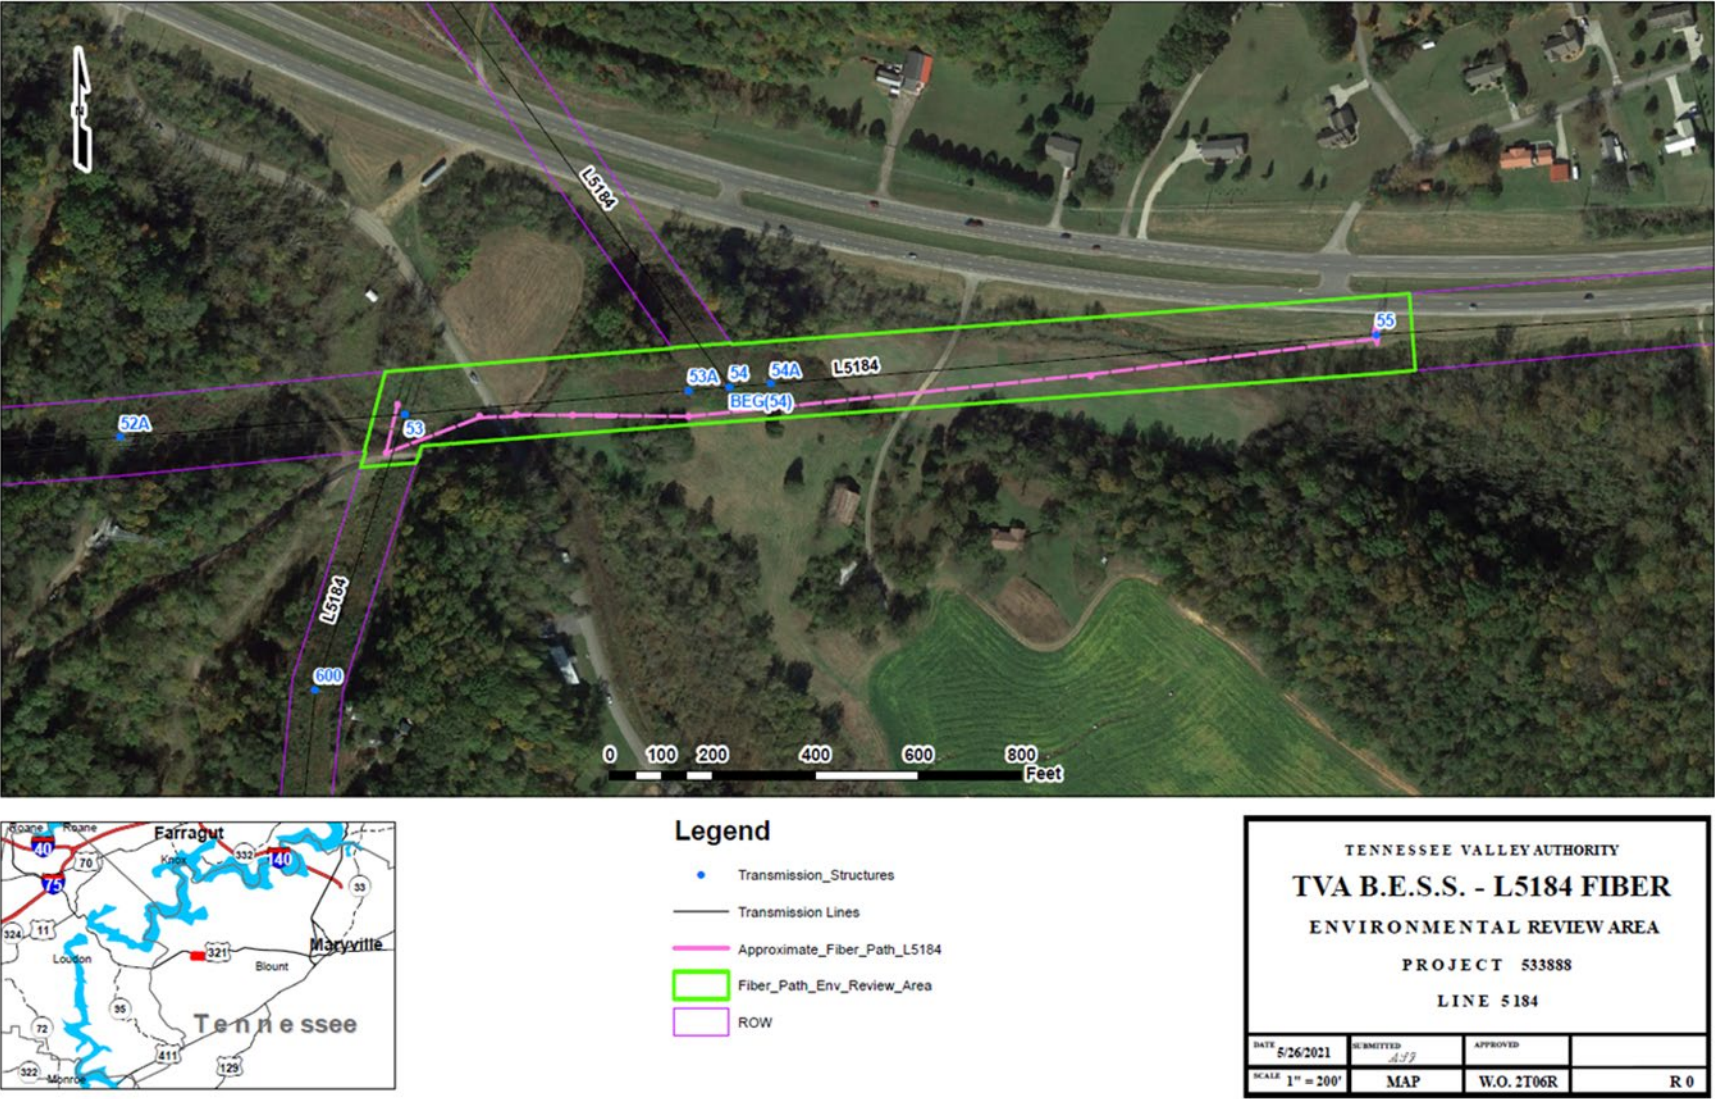 N
L5184
55
53A
54
54A
L5184
BEG(54)
52A
53
L5184
600
0 100 200 400 600 800
Feet
Roane Roane
Farragut
40
70
Knox
332
140
75
33
324
11
Maryville
321
Loudon
Blount
95
Tennessee
72
411
129
322
Monroe
Legend
Transmission_Structures
Transmission Lines
Approximate_Fiber_Path_L5184
Fiber_Path_Env_Review_Area
ROW
TENNESSEE VALLEY AUTHORITY
TVA B.E.S.S. - L5184 FIBER
ENVIRONMENTAL REVIEW AREA
PROJECT 533888
LINE 5184
DATE 5/26/2021 SUBMITTED APPROVED
SCALE 1" = 200' MAP W.O. 2T06R R 0